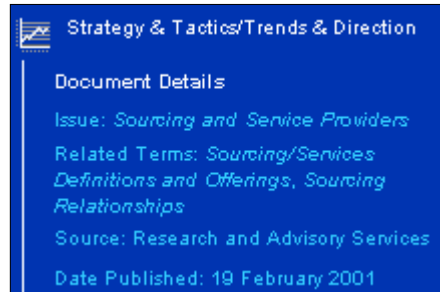 Strategy & Tactics/Trends & Direction
Document Details
Issue: Sourcing and Service Providers
Related Terms: Sourcing/Services
Definitions and Offerings, Sourcing
Relationships
Source: Research and Advisory Services
Date Published: 19 February 2001